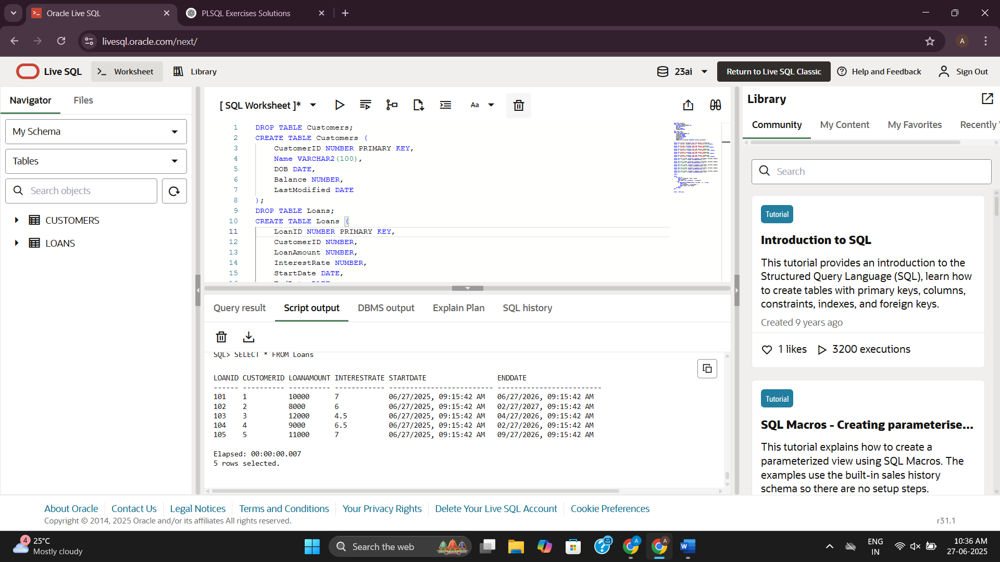 Oracle Live SQL
PLSQL Exercises Solutions
livesql.oracle.com/next/
A
Live SQL
Worksheet
Library
23ai
Return to Live SQL Classic
Help and Feedback
Sign Out
Navigator
Files
My Schema
Tables
Search objects
CUSTOMERS
LOANS
[ SQL Worksheet ]*
Aa
1 DROP TABLE Customers;
2 CREATE TABLE Customers (
3 CustomerID NUMBER PRIMARY KEY,
4 Name VARCHAR2(100),
5 DOB DATE,
6 Balance NUMBER,
7 LastModified DATE
8 );
9 DROP TABLE Loans;
10 CREATE TABLE Loans (
11 LoanID NUMBER PRIMARY KEY,
12 CustomerID NUMBER,
13 LoanAmount NUMBER,
14 InterestRate NUMBER,
15 StartDate DATE,
Query result
Script output
DBMS output
Explain Plan
SQL history
SQL> SELECT * FROM Loans
LOANID CUSTOMERID LOANAMOUNT INTERESTRATE STARTDATE ENDDATE
------ ---------- ---------- ------------ ------------------------- -------------------------
101 1 10000 7 06/27/2025, 09:15:42 AM 06/27/2026, 09:15:42 AM
102 2 8000 6 06/27/2025, 09:15:42 AM 02/27/2027, 09:15:42 AM
103 3 12000 4.5 06/27/2025, 09:15:42 AM 04/27/2026, 09:15:42 AM
104 4 9000 6.5 06/27/2025, 09:15:42 AM 02/27/2026, 09:15:42 AM
105 5 11000 7 06/27/2025, 09:15:42 AM 09/27/2026, 09:15:42 AM
Elapsed: 00:00:00.007
5 rows selected.
Library
Community
My Content
My Favorites
Recently
Search
Tutorial
Introduction to SQL
This tutorial provides an introduction to the
Structured Query Language (SQL), learn how
to create tables with primary keys, columns,
constraints, indexes, and foreign keys.
Created 9 years ago
1 likes
3200 executions
Tutorial
SQL Macros - Creating parameterise...
This tutorial explains how to create a
parameterized view using SQL Macros. The
examples use the built-in sales history
schema so there are no setup steps.
About Oracle
Contact Us
Legal Notices
Terms and Conditions
Your Privacy Rights
Delete Your Live SQL Account
Cookie Preferences
Copyright © 2014, 2025 Oracle and/or its affiliates All rights reserved.
r31.1
4
25°C
Mostly cloudy
Search the web
ENG
IN
10:36 AM
27-06-2025